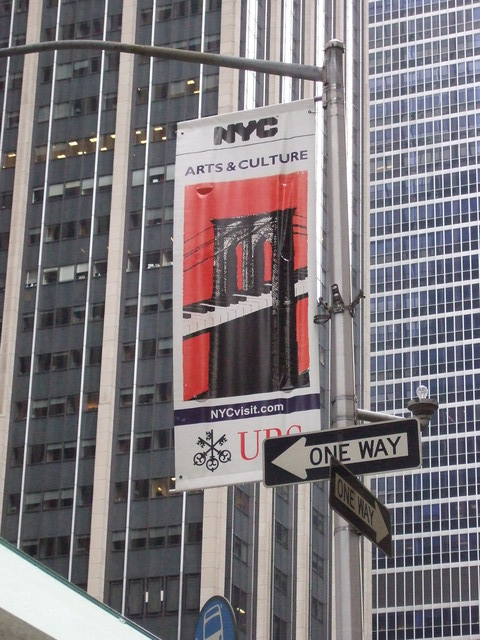 NYC
ARTS & CULTURE
NYCvisit.com
UBS
ONE WAY
ONE WAY